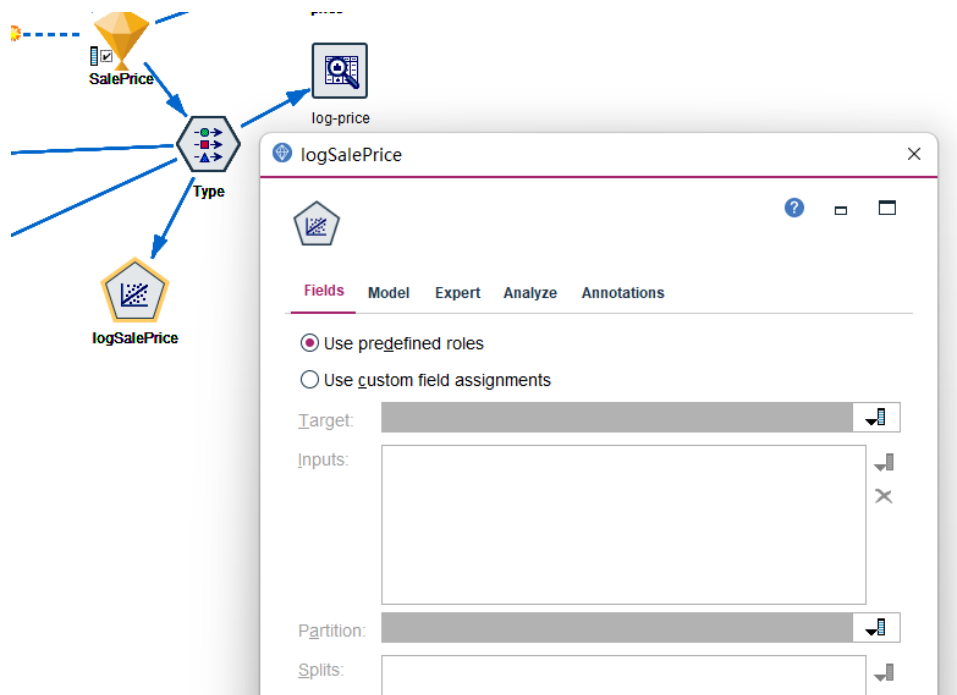 SalePrice
log-price
Type
logSalePrice
logSalePrice
Fields Model Expert Analyze Annotations
Use predefined roles
Use custom field assignments
Target:
Inputs:
Partition:
Splits: